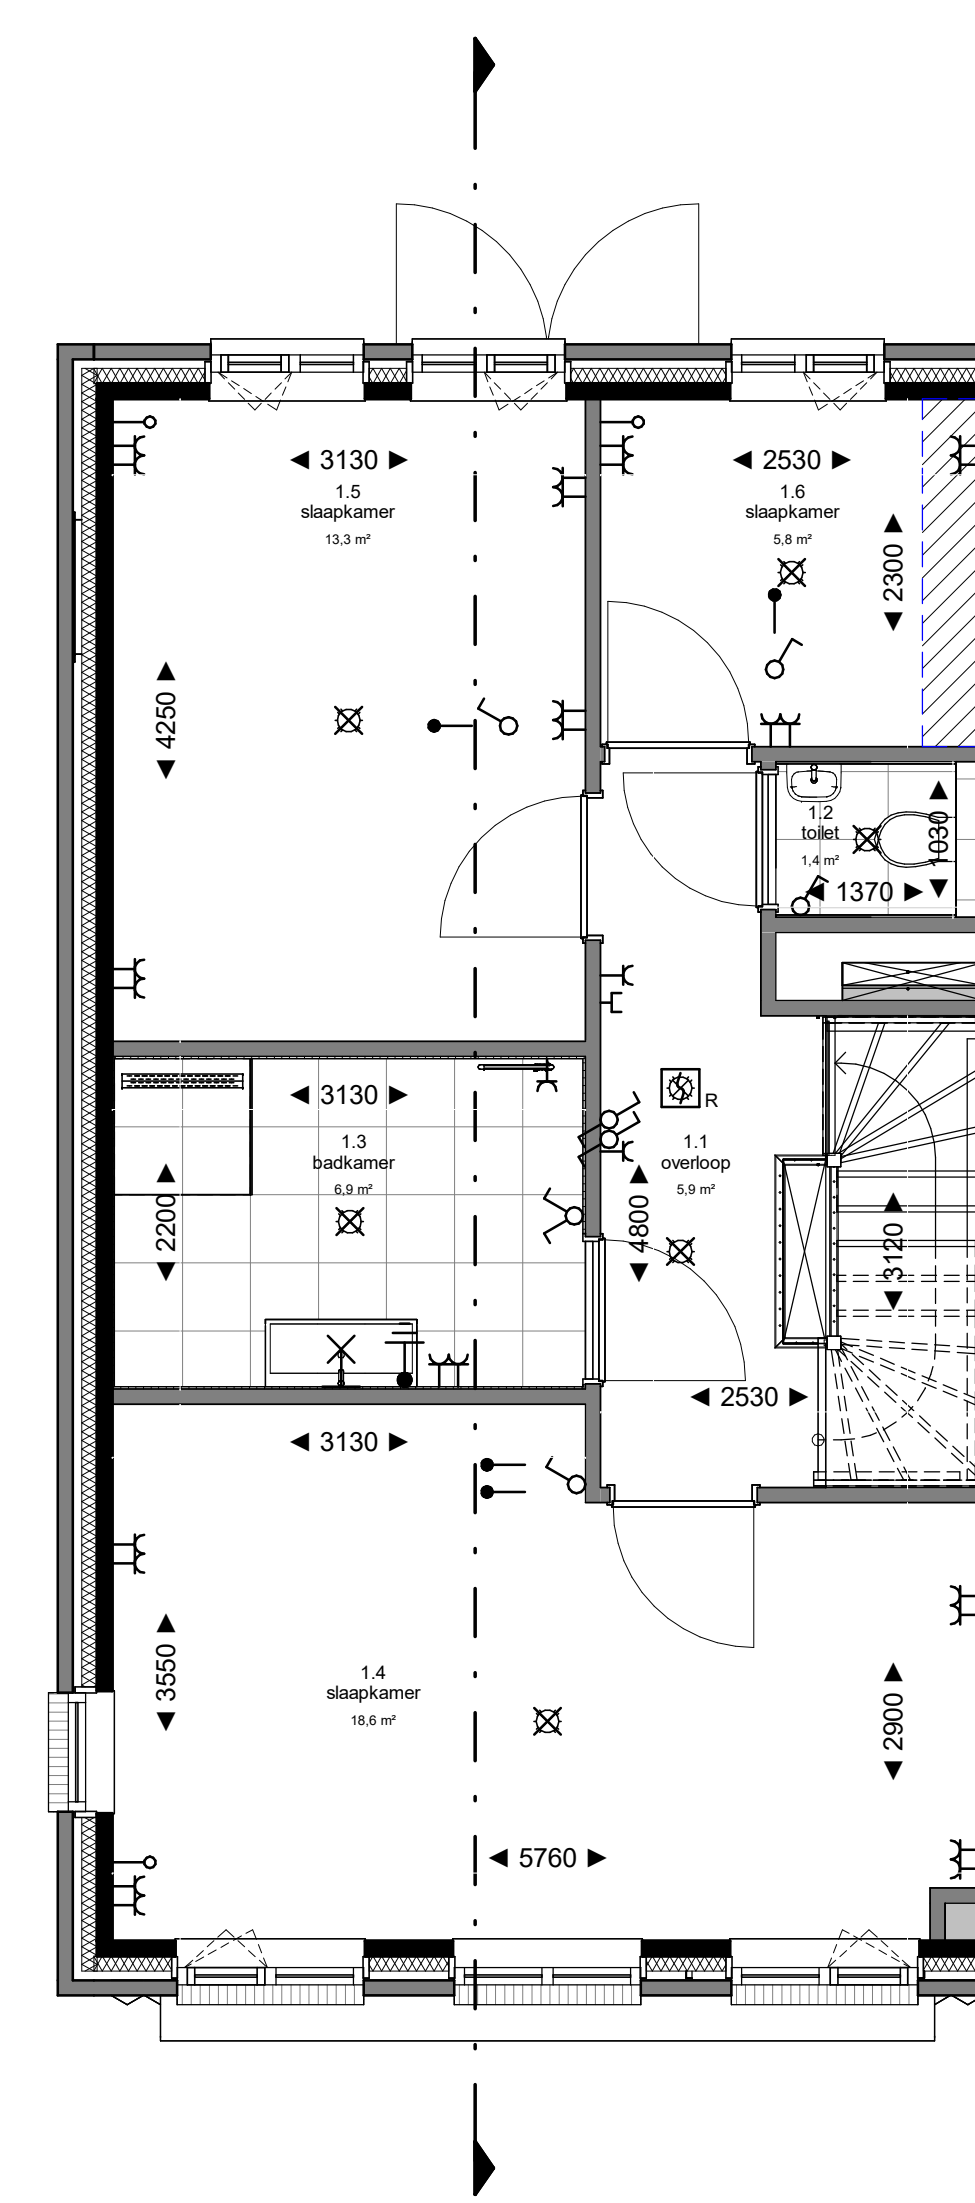 3130
1.5
slaapkamer
13,3 m²
4250
2530
1.6
slaapkamer
5,8 m²
2300
1.2
toilet
1,4 m²
1030
1370
3130
1.3
badkamer
6,9 m²
2200
R
1.1
overloop
5,9 m²
4800
3120
2530
3130
3550
1.4
slaapkamer
18,6 m²
2900
5760